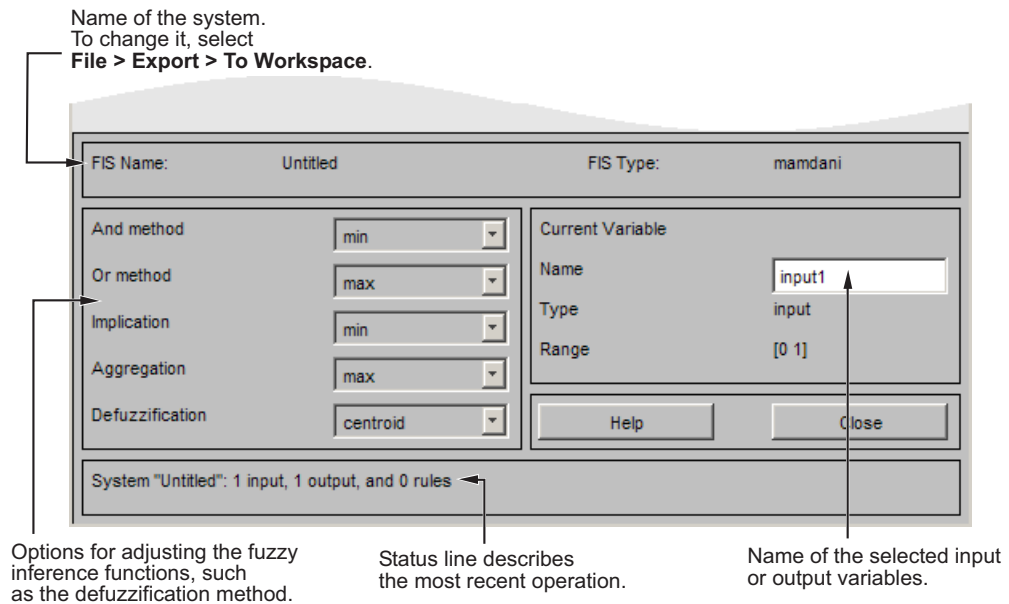 Name of the system.
To change it, select
File > Export > To Workspace.
FIS Name: Untitled FIS Type: mamdani
And method min
Or method max
Implication min
Aggregation max
Defuzzification centroid
Current Variable
Name input1
Type input
Range [0 1]
Help Close
System "Untitled": 1 input, 1 output, and 0 rules
Options for adjusting the fuzzy
inference functions, such
as the defuzzification method.
Status line describes
the most recent operation.
Name of the selected input
or output variables.